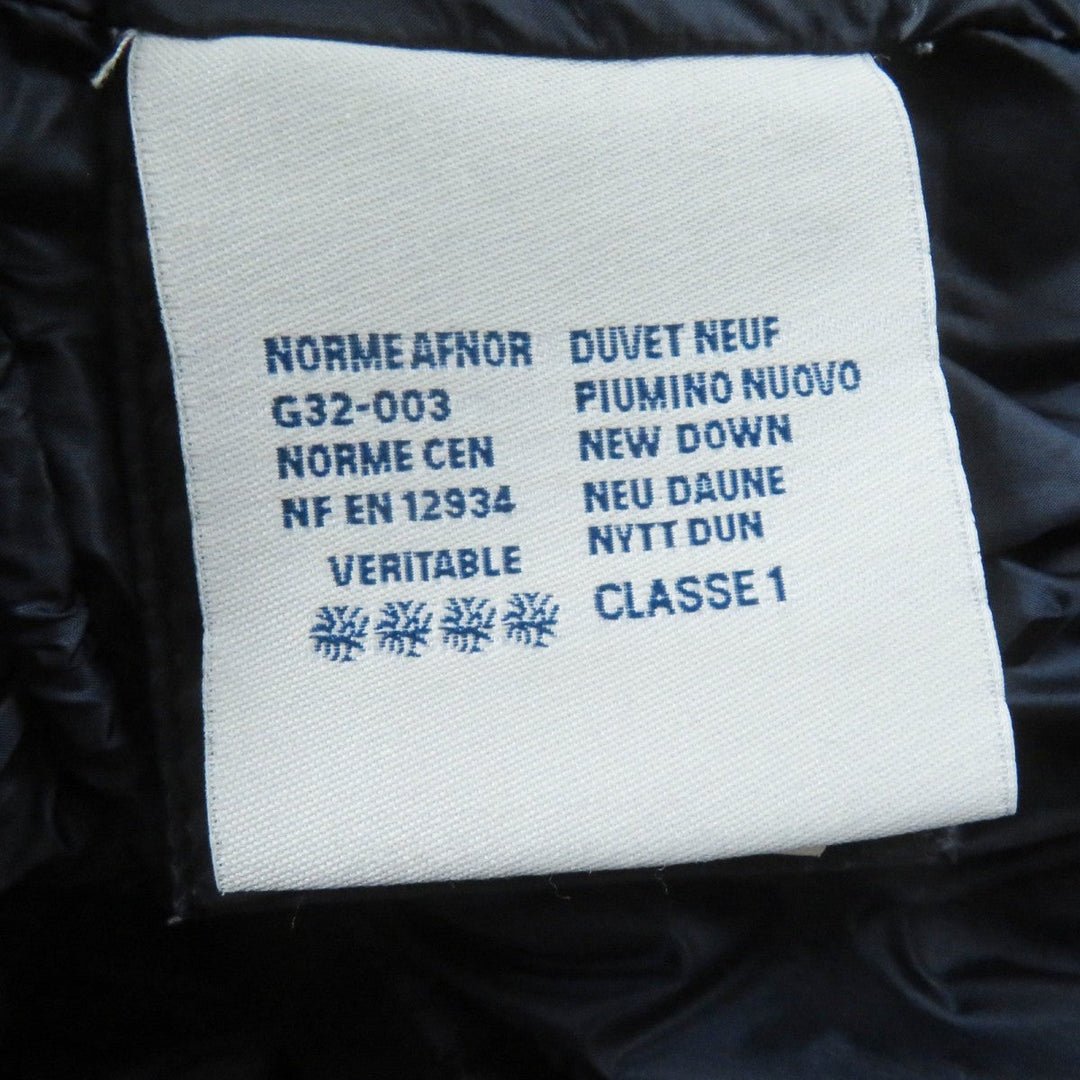 NORME AFNOR
G32-003
NORME CEN
NF EN 12934
VERITABLE
DUVET NEUF
PIUMINO NUOVO
NEW DOWN
NEU DAUNE
NYTT DUN
CLASSE 1